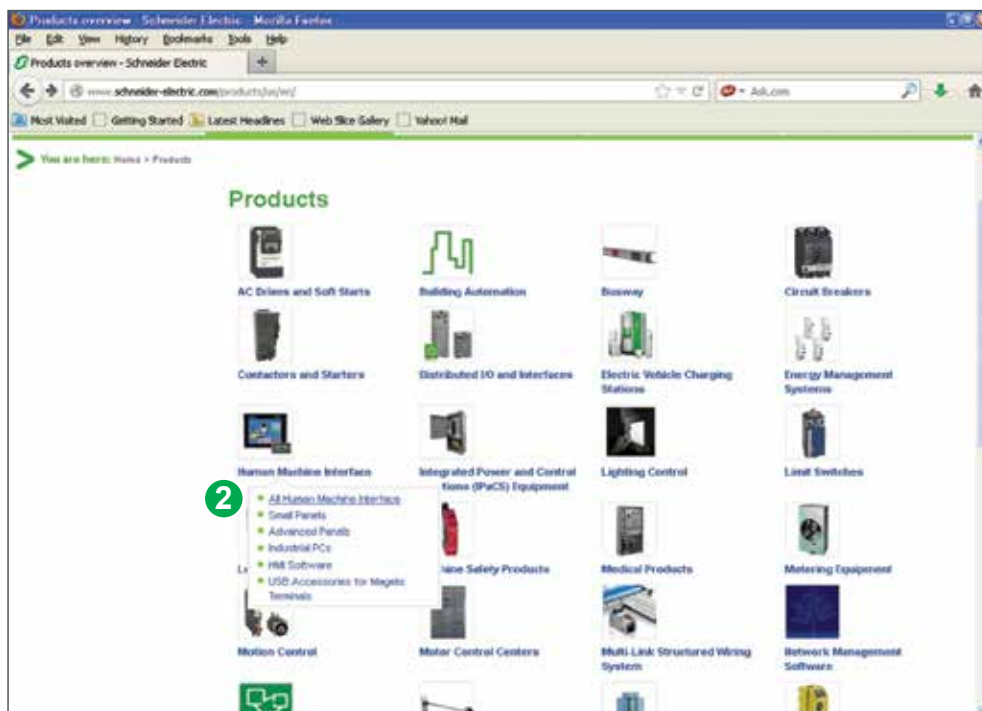 Products overview - Schneider Electric - Mozilla Firefox
File Edit View History Bookmarks Tools Help
Products overview - Schneider Electric
www.schneider-electric.com/products/us/en/
Ask.com
Most Visited Getting Started Latest Headlines Web Slice Gallery Yahoo! Mail
You are here: Home > Products
Products
AC Drives and Soft Starts
Building Automation
Busway
Circuit Breakers
Contactors and Starters
Distributed I/O and Interfaces
Electric Vehicle Charging
Stations
Energy Management
Systems
Human Machine Interface
Integrated Power and Control
tions (IPaCS) Equipment
Lighting Control
Limit Switches
2
All Human Machine Interface
Small Panels
Advanced Panels
Industrial PCs
HMI Software
USB Accessories for Magelis
Terminals
hine Safety Products
Medical Products
Metering Equipment
Motion Control
Motor Control Centers
Multi-Link Structured Wiring
System
Network Management
Software